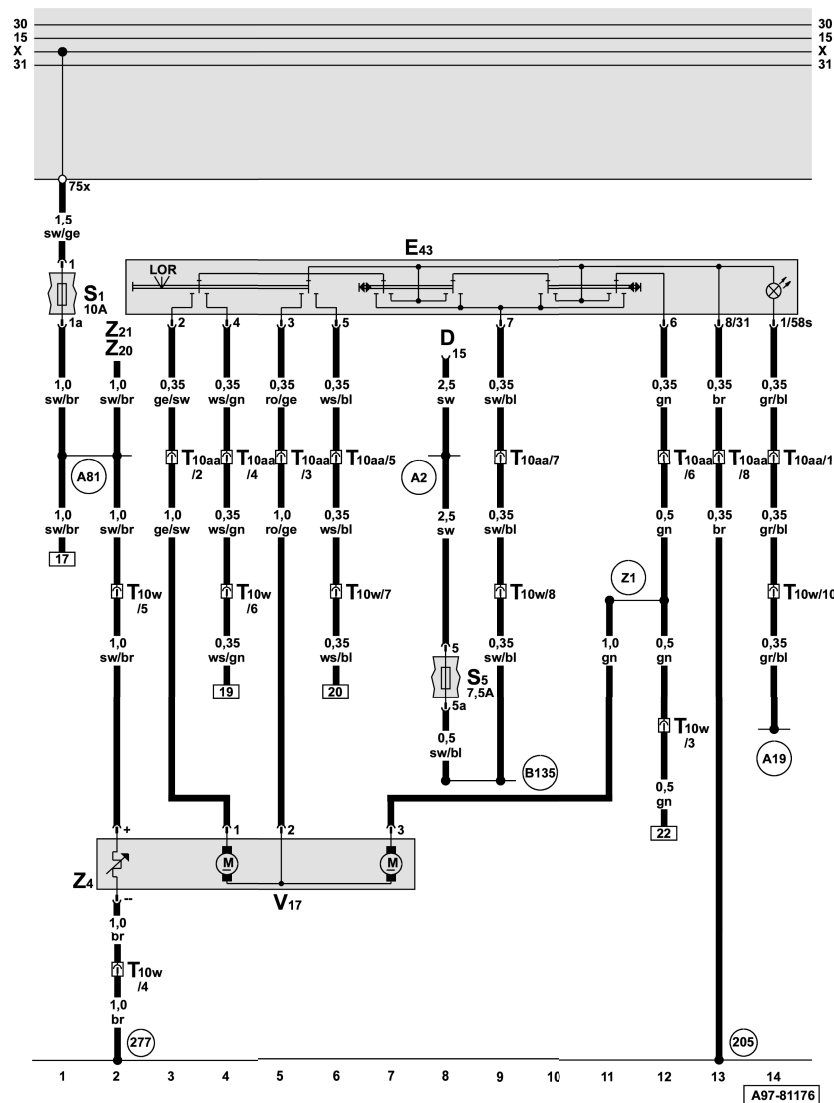 30 30
15 15
X X
31 31
75x
1,5
sw/ge
E43
1
LOR
S1
10A
1a
2 4 3 5 7 6 8/31 1/58s
Z21
Z20
D
15
1,0 1,0 0,35 0,35 0,35 0,35 2,5 0,35 0,35 0,35 0,35
sw/br sw/br ge/sw ws/gn ro/ge ws/bl sw sw/bl gn br gr/bl
T10aa T10aa T10aa T10aa/5 T10aa/7 T10aa T10aa T10aa/1
/2 /4 /3 /6 /8
A81 A2
1,0 1,0 1,0 0,35 1,0 0,35 2,5 0,35 0,5 0,35 0,35
sw/br sw/br ge/sw ws/gn ro/ge ws/bl sw sw/bl gn br gr/bl
17
Z1
T10w T10w T10w/7 T10w/8 T10w/10
/5 /6
1,0 0,35 0,35 5 0,35 1,0 0,5 0,35
sw/br ws/gn ws/bl sw/bl gn gn gr/bl
S5
7,5A
19 20
5a
T10w
/3
0,5
sw/bl
A19
B135
0,5
gn
+ 1 2 3 22
M M
Z4
V17
--
1,0
br
T10w
/4
1,0
br
277 205
1 2 3 4 5 6 7 8 9 10 11 12 13 14
A97-81176